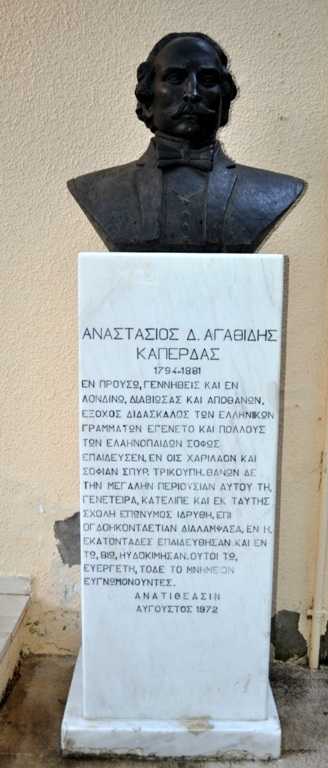 ΑΝΑΣΤΑΣΙΟΣ Δ. ΑΓΑΘΙΔΗΣ
ΚΑΠΕΡΔΑΣ
1794-1881
ΕΝ ΠΡΟΥΣΩ, ΓΕΝΝΗΘΕΙΣ ΚΑΙ ΕΝ
ΛΟΝΔΙΝΩ, ΔΙΑΒΙΩΣΑΣ ΚΑΙ ΑΠΟΘΑΝΩΝ,
ΕΞΟΧΟΣ ΔΙΔΑΣΚΑΛΟΣ ΤΩΝ ΕΛΛΗΝΙΚΩΝ
ΓΡΑΜΜΑΤΩΝ ΕΓΕΝΕΤΟ ΚΑΙ ΠΟΛΛΟΥΣ
ΤΩΝ ΕΛΛΗΝΟΠΑΙΔΩΝ ΣΟΦΩΣ
ΕΠΑΙΔΕΥΣΕΝ, ΕΝ ΟΙΣ ΧΑΡΙΛΑΟΝ ΚΑΙ
ΣΟΦΙΑΝ ΣΠΥΡ. ΤΡΙΚΟΥΠΗ. ΘΑΝΩΝ ΔΕ
ΤΗΝ ΜΕΓΑΛΗΝ ΠΕΡΙΟΥΣΙΑΝ ΑΥΤΟΥ ΤΗ,
ΓΕΝΕΤΕΙΡΑ, ΚΑΤΕΛΙΠΕ ΚΑΙ ΕΚ ΤΑΥΤΗΣ
ΣΧΟΛΗ ΕΠΩΝΥΜΟΣ ΙΔΡΥΘΗ, ΕΠΙ
ΟΓΔΟΗΚΟΝΤΑΕΤΙΑΝ ΔΙΑΛΑΜΨΑΣΑ, ΕΝ Η,
ΕΚΑΤΟΝΤΑΔΕΣ ΕΠΑΙΔΕΥΘΗΣΑΝ ΚΑΙ ΕΝ
ΤΩ, ΒΙΩ, ΗΥΔΟΚΙΜΗΣΑΝ. ΟΥΤΟΙ ΤΩ,
ΕΥΕΡΓΕΤΗ, ΤΟΔΕ ΤΟ ΜΝΗΜΕΙΟΝ
ΕΥΓΝΩΜΟΝΟΥΝΤΕΣ.
ΑΝΑΤΙΘΕΑΣΙΝ
ΑΥΓΟΥΣΤΟΣ 1972